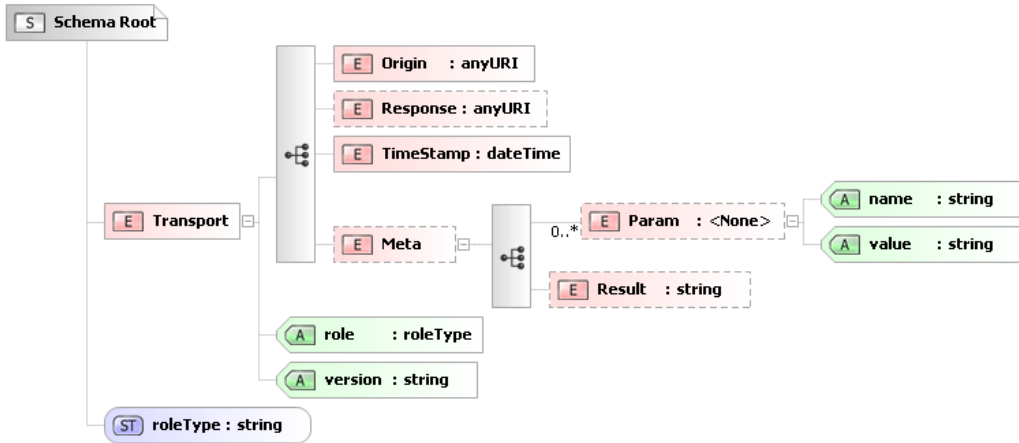 S Schema Root
E Origin : anyURI
E Response : anyURI
E TimeStamp : dateTime
E Transport
E Meta
0..*
E Param : <None>
A name : string
A value : string
E Result : string
A role : roleType
A version : string
ST roleType : string